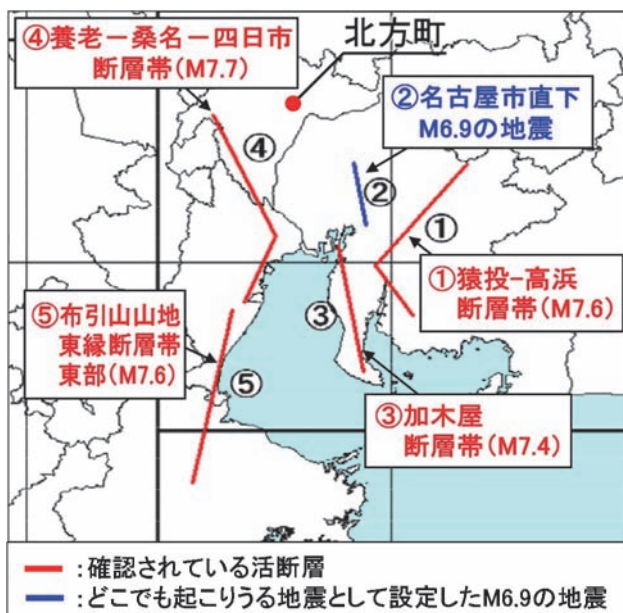 ④養老－桑名－四日市
断層帯(M7.7)
北方町
②名古屋市直下
M6.9の地震
④
②
①
①猿投－高浜
断層帯(M7.6)
⑤布引山山地
東縁断層帯
東部(M7.6)
③
⑤
③加木屋
断層帯(M7.4)
：確認されている活断層
：どこでも起こりうる地震として設定したM6.9の地震